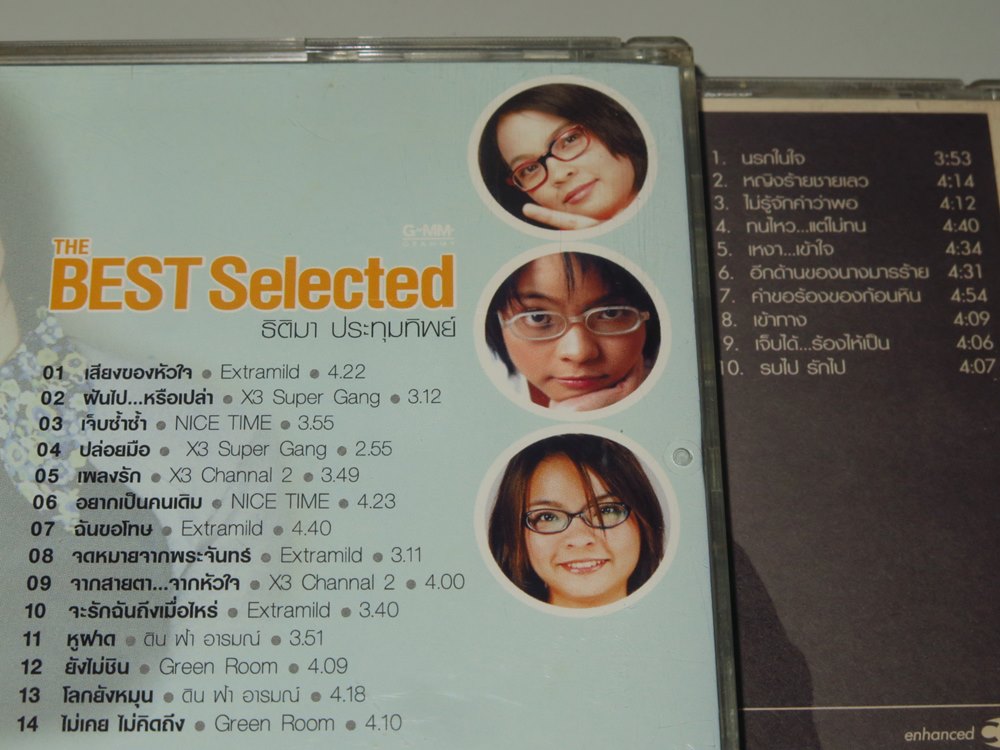 G"MM'
GRAMMY
THE
BEST Selected
ธิติมา ประทุมทิพย์
01 เสียงของหัวใจ ● Extramild ● 4.22
02 ฝันไป...หรือเปล่า ● X3 Super Gang ● 3.12
03 เจ็บซ้ำซ้ำ ● NICE TIME ● 3.55
04 ปล่อยมือ ● X3 Super Gang ● 2.55
05 เพลงรัก ● X3 Channal 2 ● 3.49
06 อยากเป็นคนเดิม ● NICE TIME ● 4.23
07 ฉันขอโทษ ● Extramild ● 4.40
08 จดหมายจากพระจันทร์ ● Extramild ● 3.11
09 จากสายตา...จากหัวใจ ● X3 Channal 2 ● 4.00
10 จะรักฉันถึงเมื่อไหร่ ● Extramild ● 3.40
11 หูฝาด ● ดิน ฟ้า อารมณ์ ● 3.51
12 ยังไม่ชิน ● Green Room ● 4.09
13 โลกยังหมุน ● ดิน ฟ้า อารมณ์ ● 4.18
14 ไม่เคย ไม่คิดถึง ● Green Room ● 4.10
1. นรกในใจ 3:53
2. หญิงร้ายชายเลว 4:14
3. ไม่รู้จักคำว่าพอ 4:12
4. ทนไหว...แต่ไม่ทน 4:40
5. เหงา...เข้าใจ 4:34
6. อีกด้านของนางมารร้าย 4:31
7. คำขอร้องของก้อนหิน 4:54
8. เข้าทาง 4:09
9. เจ็บได้...ร้องไห้เป็น 4:06
10. รบไป รักไป 4:07
enhanced